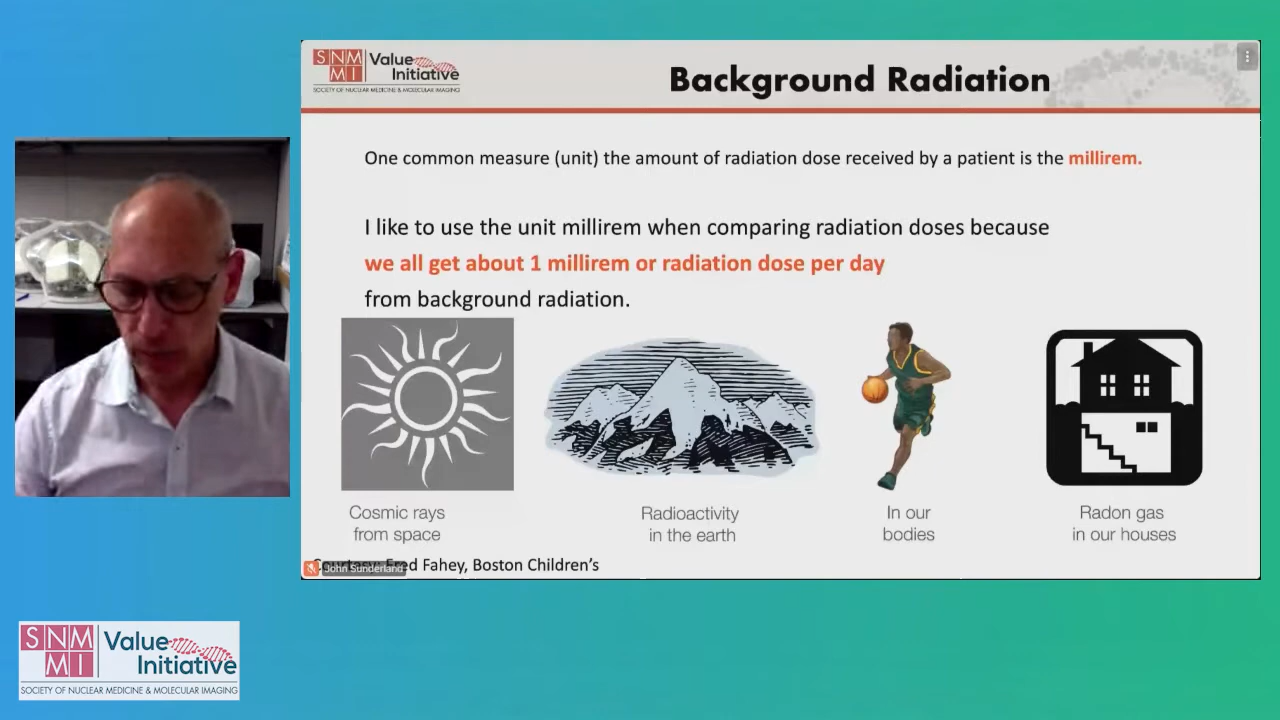 SNM
MI
Value
Initiative
SOCIETY OF NUCLEAR MEDICINE & MOLECULAR IMAGING
Background Radiation
One common measure (unit) the amount of radiation dose received by a patient is the millirem.
I like to use the unit millirem when comparing radiation doses because
we all get about 1 millirem or radiation dose per day
from background radiation.
Cosmic rays
from space
Radioactivity
in the earth
In our
bodies
Radon gas
in our houses
Courtesy: Fred Fahey, Boston Children's
John Sunderland
SNM
MI
Value
Initiative
SOCIETY OF NUCLEAR MEDICINE & MOLECULAR IMAGING